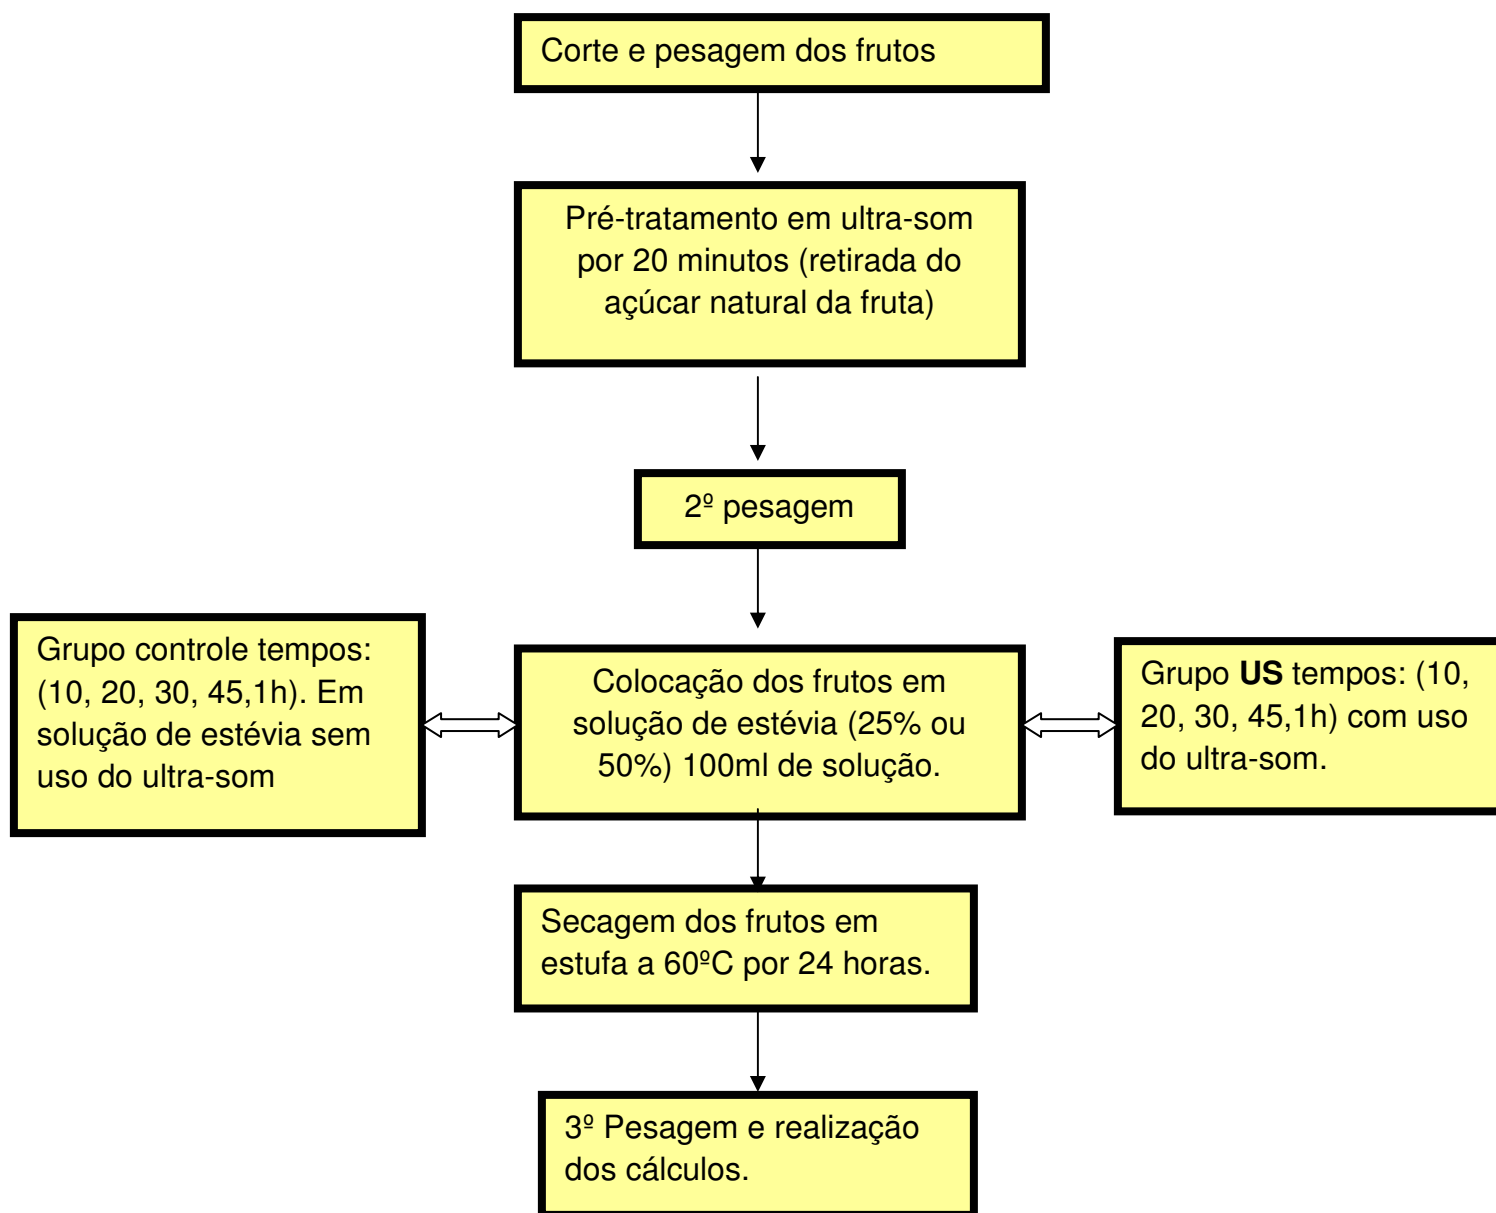 Corte e pesagem dos frutos
Pré-tratamento em ultra-som
por 20 minutos (retirada do
açúcar natural da fruta)
2º pesagem
Grupo controle tempos:
(10, 20, 30, 45,1h). Em
solução de estévia sem
uso do ultra-som
Colocação dos frutos em
solução de estévia (25% ou
50%) 100ml de solução.
Grupo US tempos: (10,
20, 30, 45,1h) com uso
do ultra-som.
Secagem dos frutos em
estufa a 60ºC por 24 horas.
3º Pesagem e realização
dos cálculos.